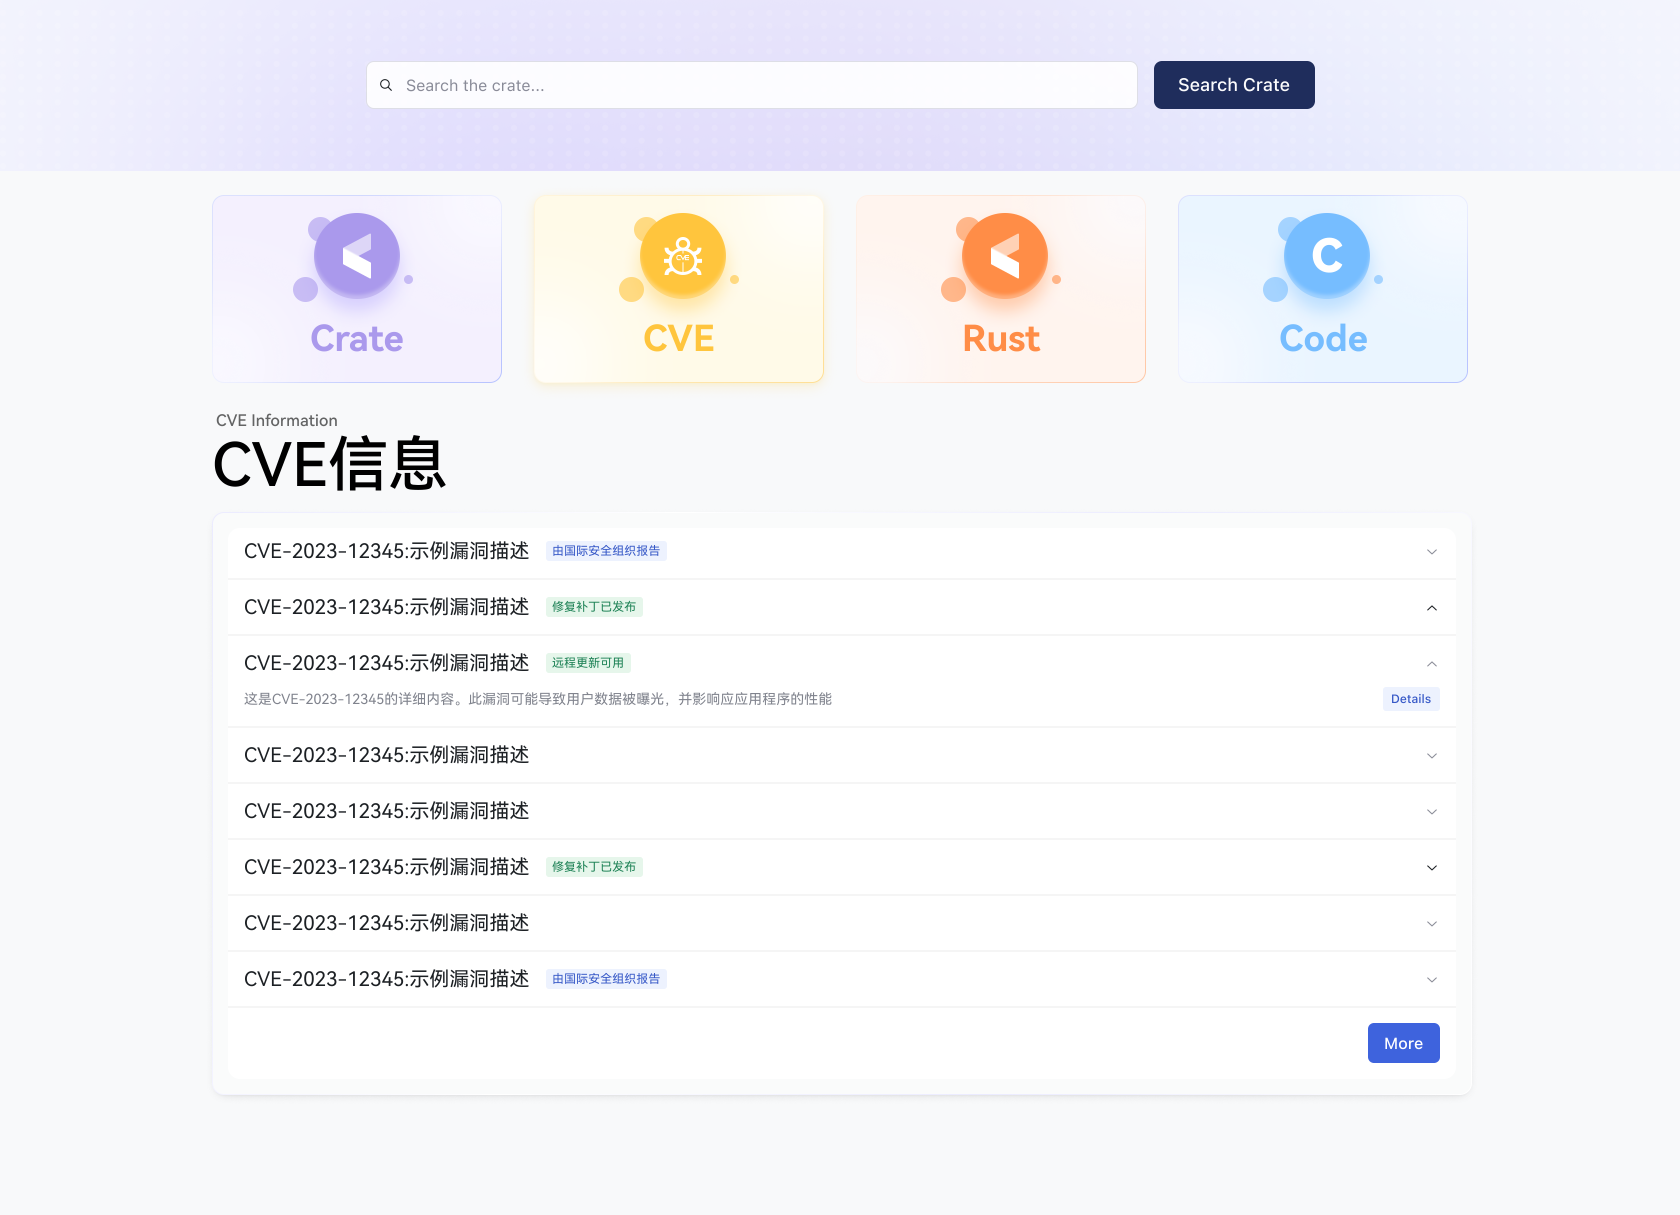 Search the crate...
Search Crate
Crate
CVE
CVE
Rust
C
Code
CVE Information
CVE信息
CVE-2023-12345:示例漏洞描述 由国际安全组织报告
CVE-2023-12345:示例漏洞描述 修复补丁已发布
CVE-2023-12345:示例漏洞描述 远程更新可用
这是CVE-2023-12345的详细内容。此漏洞可能导致用户数据被曝光，并影响应应用程序的性能 Details
CVE-2023-12345:示例漏洞描述
CVE-2023-12345:示例漏洞描述
CVE-2023-12345:示例漏洞描述 修复补丁已发布
CVE-2023-12345:示例漏洞描述
CVE-2023-12345:示例漏洞描述 由国际安全组织报告
More